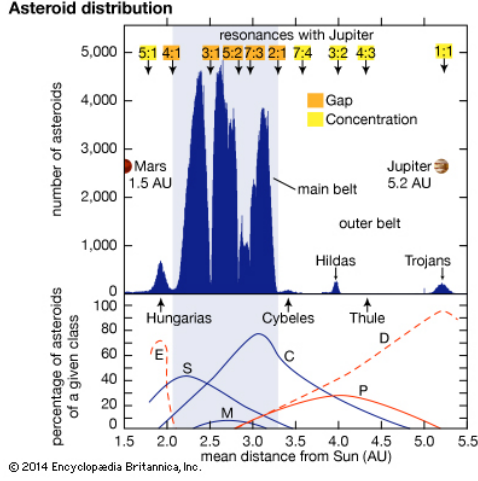 Asteroid distribution
resonances with Jupiter
5:1 4:1 3:1 5:2 7:3 2:1 7:4 3:2 4:3 1:1
5,000
4,000
3,000
2,000
1,000
0
number of asteroids
Gap
Concentration
Mars
1.5 AU
Jupiter
5.2 AU
main belt
outer belt
Hildas
Trojans
Hungarias
Cybeles
Thule
100
80
60
40
20
0
percentage of asteroids
of a given class
E
S
M
C
D
P
1.5 2.0 2.5 3.0 3.5 4.0 4.5 5.0 5.5
mean distance from Sun (AU)
© 2014 Encyclopædia Britannica, Inc.